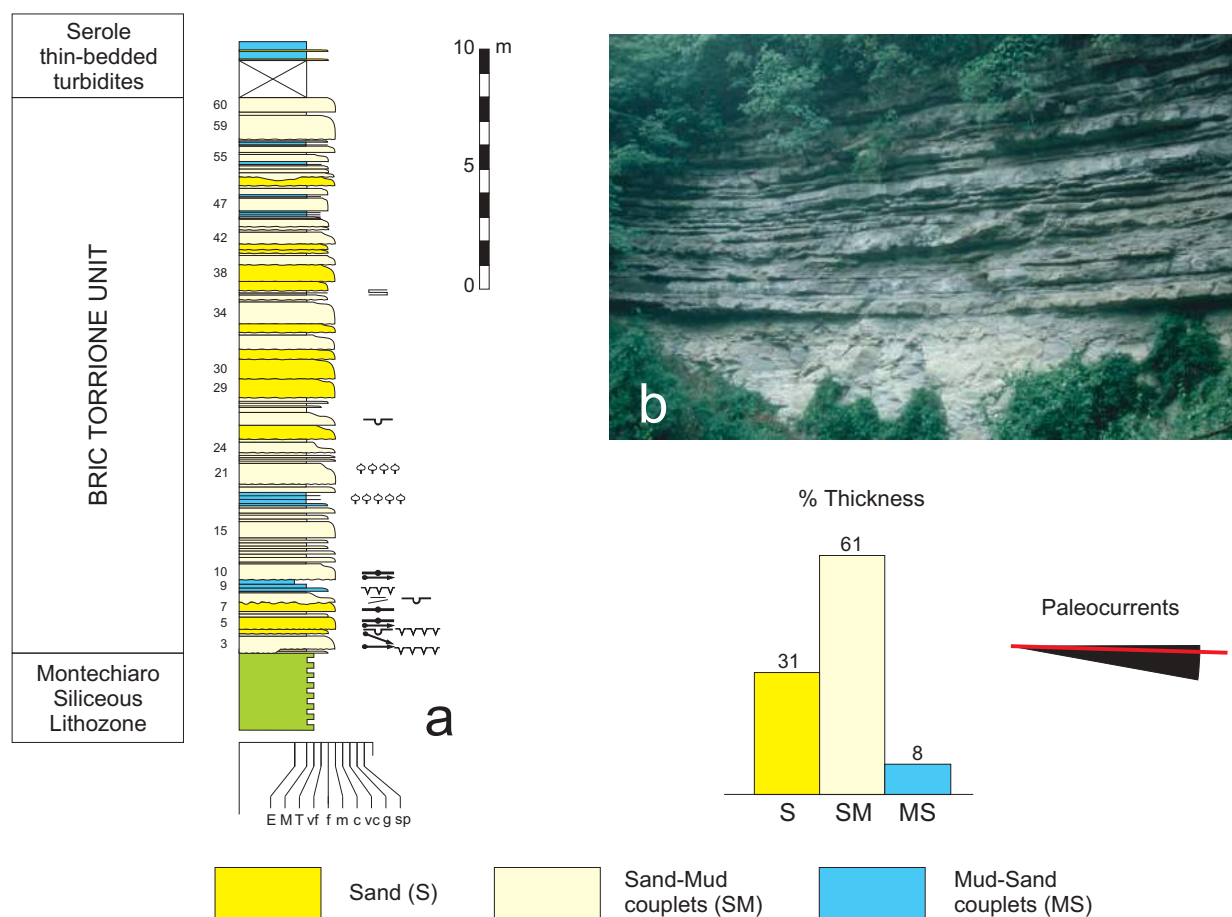 Serole
thin-bedded
turbidites
BRIC TORRIONE UNIT
Montechiaro
Siliceous
Lithozone
60
59
55
47
42
38
34
30
29
24
21
15
10
9
7
5
3
10
m
5
0
a
E M T vf f m c vc g sp
b
% Thickness
31
61
8
S SM MS
Paleocurrents
Sand (S)
Sand-Mud
couplets (SM)
Mud-Sand
couplets (MS)